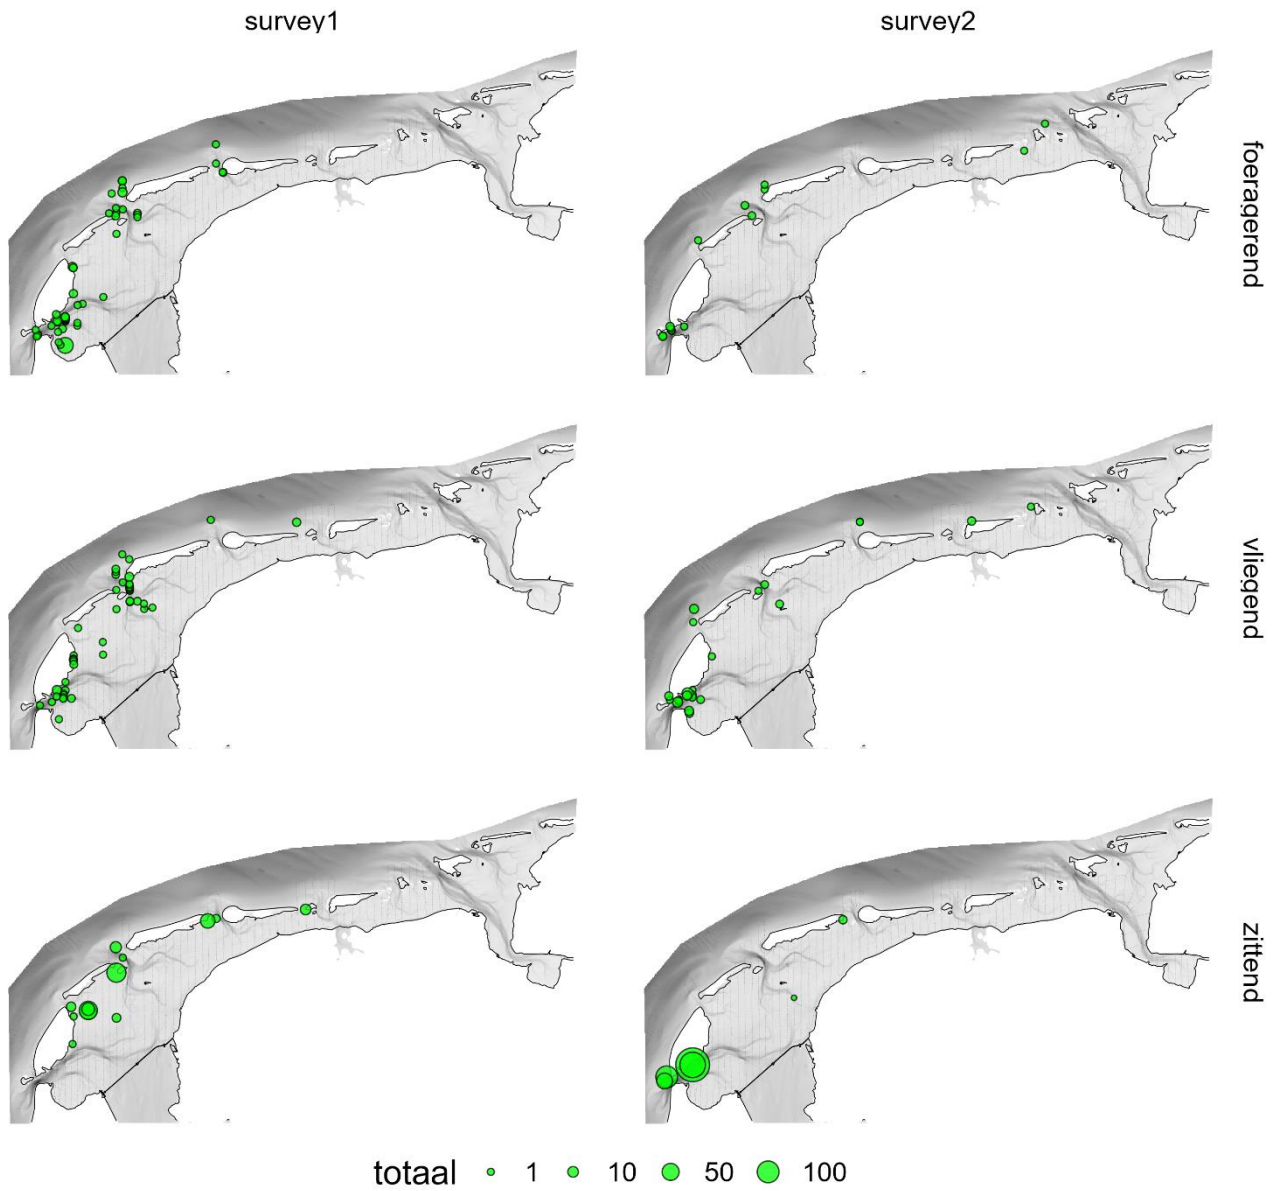 survey1
survey2
foeragerend
vliegend
zittend
totaal 1 10 50 100